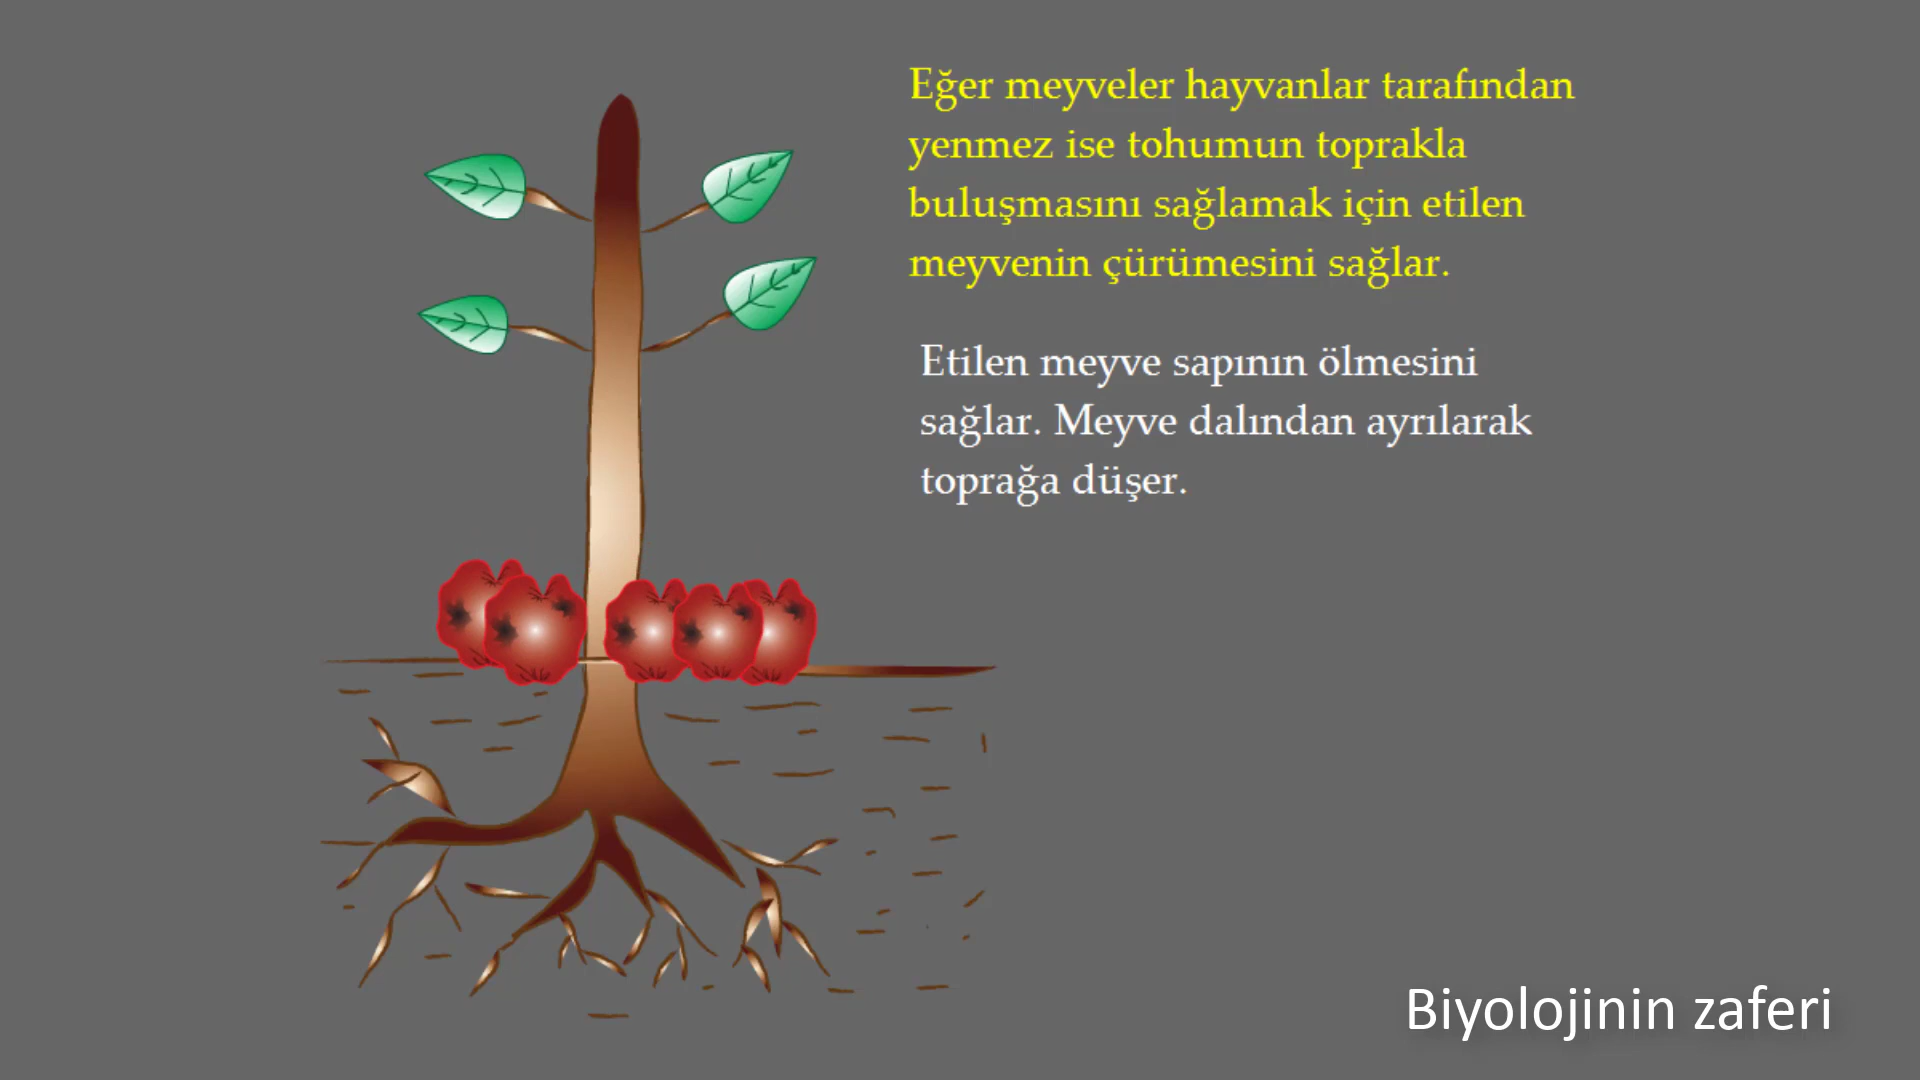 Eğer meyveler hayvanlar tarafından
yenmez ise tohumun toprakla
buluşmasını sağlamak için etilen
meyvenin çürümesini sağlar.
Etilen meyve sapının ölmesini
sağlar. Meyve dalından ayrılarak
toprağa düşer.
Biyolojinin zaferi